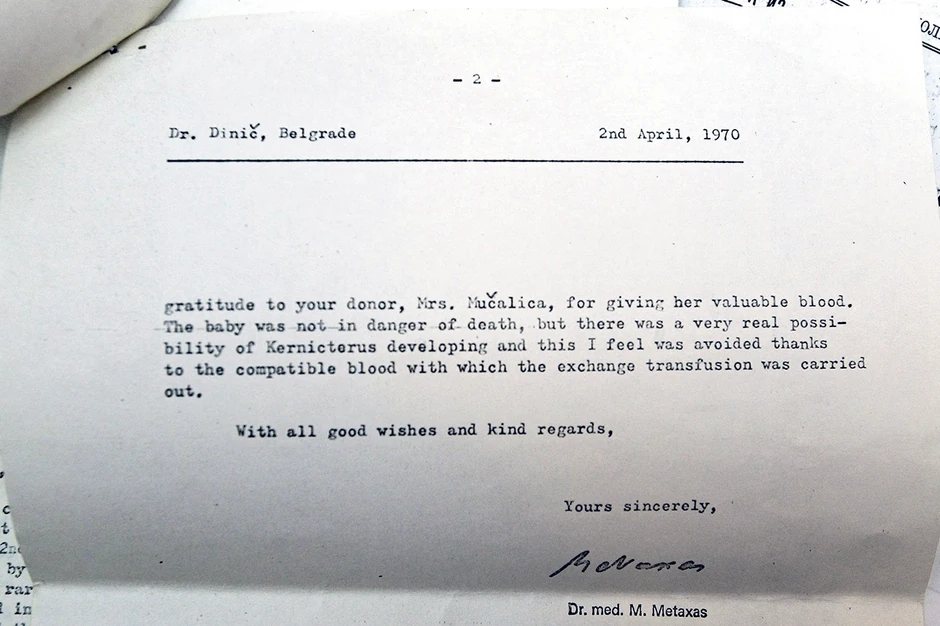 - 2 -
Dr. Dinič, Belgrade 2nd April, 1970
gratitude to your donor, Mrs. Mučalica, for giving her valuable blood.
The baby was not in danger of death, but there was a very real possi-
bility of Kernicterus developing and this I feel was avoided thanks
to the compatible blood with which the exchange transfusion was carried
out.
With all good wishes and kind regards,
Yours sincerely,
Metaxas
Dr. med. M. Metaxas
by
rar
in